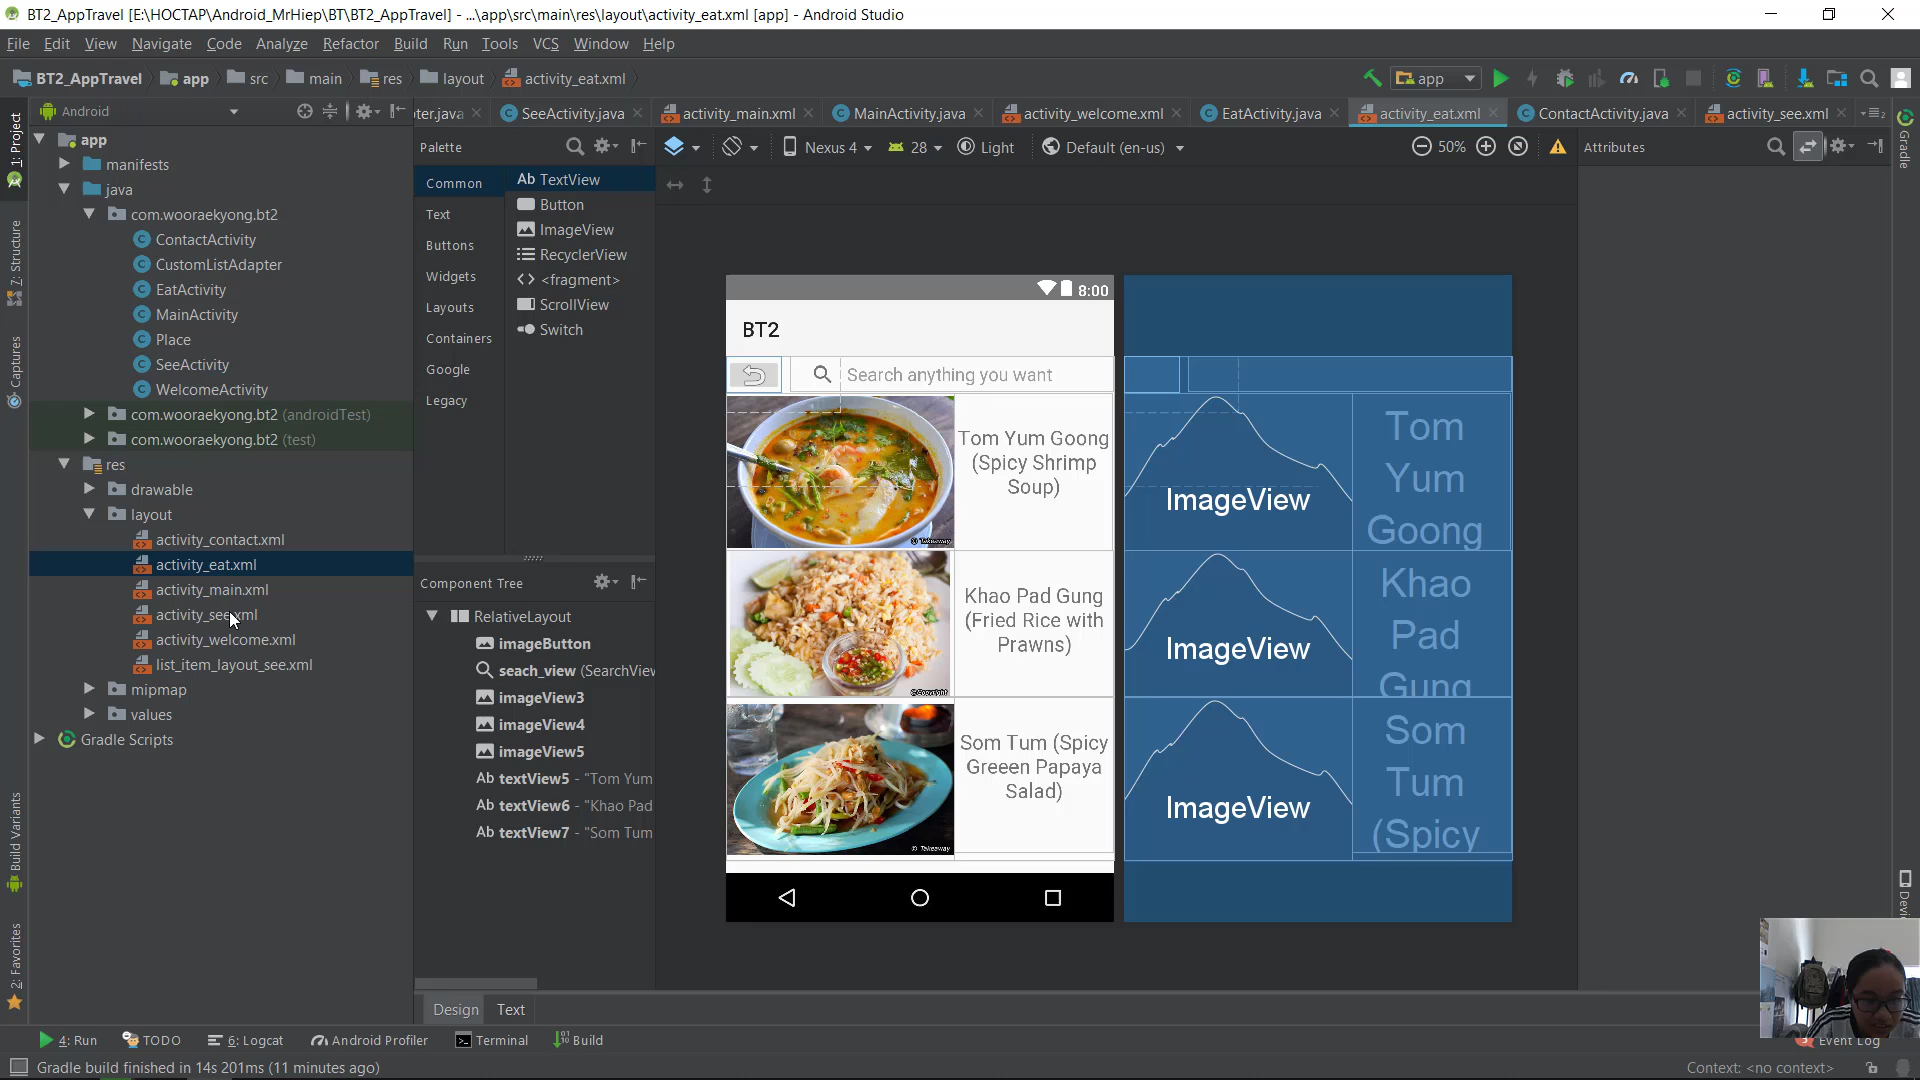 BT2_AppTravel [E:\HOCTAP\Android_MrHiep\BT\BT2_AppTravel] - ...\app\src\main\res\layout\activity_eat.xml [app] - Android Studio
File Edit View Navigate Code Analyze Refactor Build Run Tools VCS Window Help
BT2_AppTravel app src main res layout activity_eat.xml
app
Android
ter.java SeeActivity.java activity_main.xml MainActivity.java activity_welcome.xml EatActivity.java activity_eat.xml ContactActivity.java activity_see.xml
1: Project
7: Structure
Captures
Build Variants
2: Favorites
app
manifests
java
com.wooraekyong.bt2
ContactActivity
CustomListAdapter
EatActivity
MainActivity
Place
SeeActivity
WelcomeActivity
com.wooraekyong.bt2 (androidTest)
com.wooraekyong.bt2 (test)
res
drawable
layout
activity_contact.xml
activity_eat.xml
activity_main.xml
activity_see.xml
activity_welcome.xml
list_item_layout_see.xml
mipmap
values
Gradle Scripts
Palette
Common
Text
Buttons
Widgets
Layouts
Containers
Google
Legacy
Ab TextView
Button
ImageView
RecyclerView
<fragment>
ScrollView
Switch
Component Tree
RelativeLayout
imageButton
seach_view (SearchView
imageView3
imageView4
imageView5
Ab textView5 - "Tom Yum
Ab textView6 - "Khao Pad
Ab textView7 - "Som Tum
Nexus 4 28 Light Default (en-us) 50%
8:00
BT2
Search anything you want
Tom Yum Goong
(Spicy Shrimp
Soup)
© Takeaway
Khao Pad Gung
(Fried Rice with
Prawns)
Som Tum (Spicy
Greeen Papaya
Salad)
© Takeaway
ImageView
Tom
Yum
Goong
ImageView
Khao
Pad
Gung
ImageView
Som
Tum
(Spicy
Attributes
Gradle
Design Text
4: Run TODO 6: Logcat Android Profiler Terminal Build
Event Log
Gradle build finished in 14s 201ms (11 minutes ago)
Context: <no context>